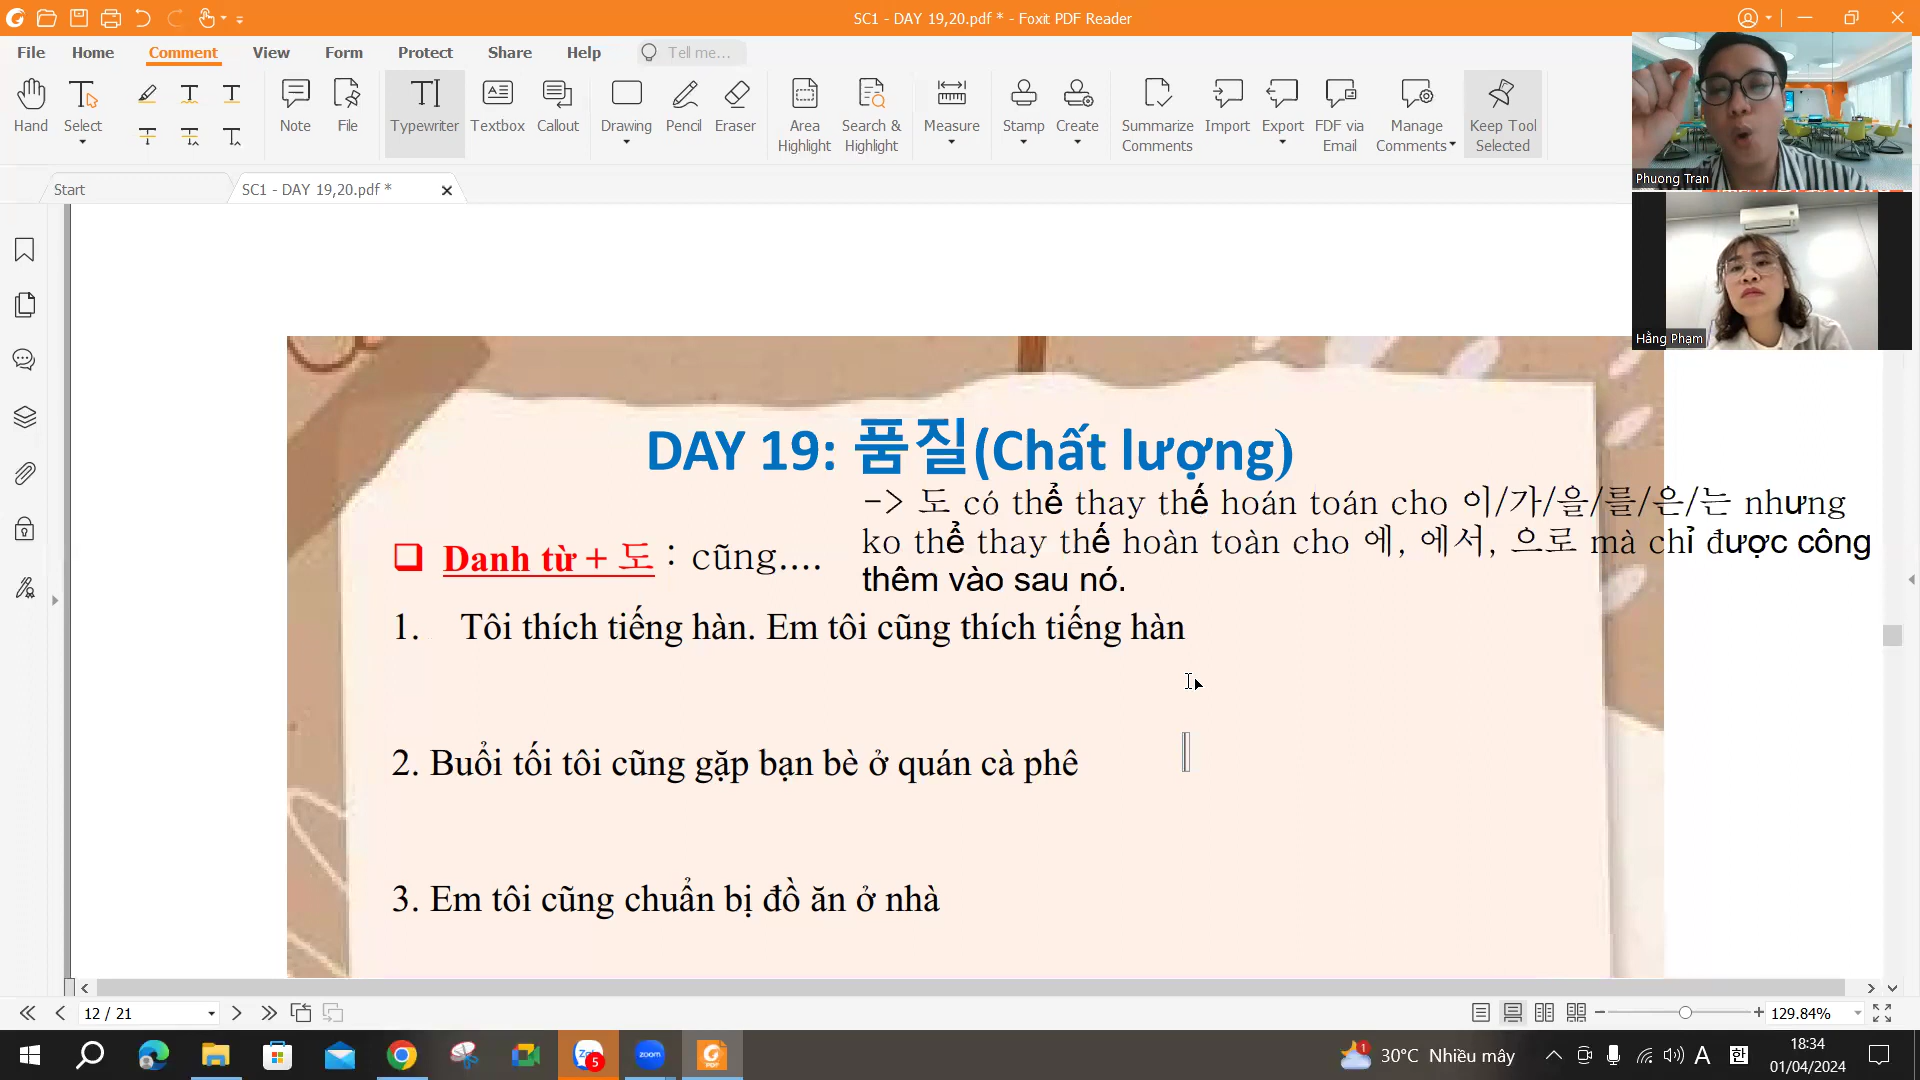 SC1 - DAY 19,20.pdf * - Foxit PDF Reader
File Home Comment View Form Protect Share Help Tell me...
Hand Select Note File Typewriter Textbox Callout Drawing Pencil Eraser Area Highlight Search & Highlight Measure Stamp Create Summarize Comments Import Export FDF via Email Manage Comments Keep Tool Selected
Start SC1 - DAY 19,20.pdf *
Phuong Tran
Hằng Phạm
DAY 19: 품질(Chất lượng)
-> 도 có thể thay thế hoán toán cho 이/가/을/를/은/는 nhưng
ko thể thay thế hoàn toàn cho 에, 에서, 으로 mà chỉ được công
thêm vào sau nó.
Danh từ + 도 : cũng....
1. Tôi thích tiếng hàn. Em tôi cũng thích tiếng hàn
2. Buổi tối tôi cũng gặp bạn bè ở quán cà phê
3. Em tôi cũng chuẩn bị đồ ăn ở nhà
12 / 21
129.84%
5
zoom
1
30°C Nhiều mây
A
한
18:34
01/04/2024